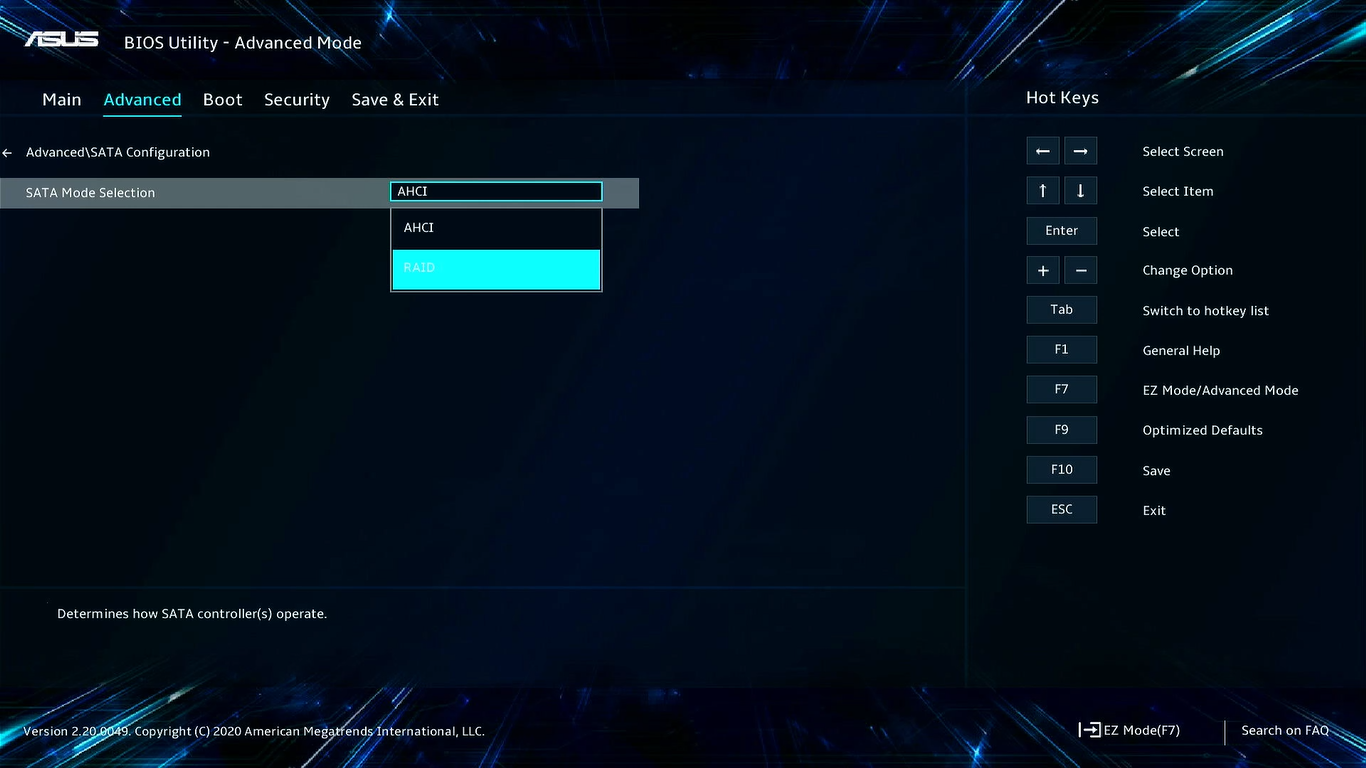 ASUS BIOS Utility - Advanced Mode
Main Advanced Boot Security Save & Exit
← Advanced\SATA Configuration
SATA Mode Selection AHCI
AHCI
RAID
Determines how SATA controller(s) operate.
Hot Keys
← → Select Screen
↑ ↓ Select Item
Enter Select
+ − Change Option
Tab Switch to hotkey list
F1 General Help
F7 EZ Mode/Advanced Mode
F9 Optimized Defaults
F10 Save
ESC Exit
Version 2.20.0049. Copyright (C) 2020 American Megatrends International, LLC.
EZ Mode(F7) Search on FAQ